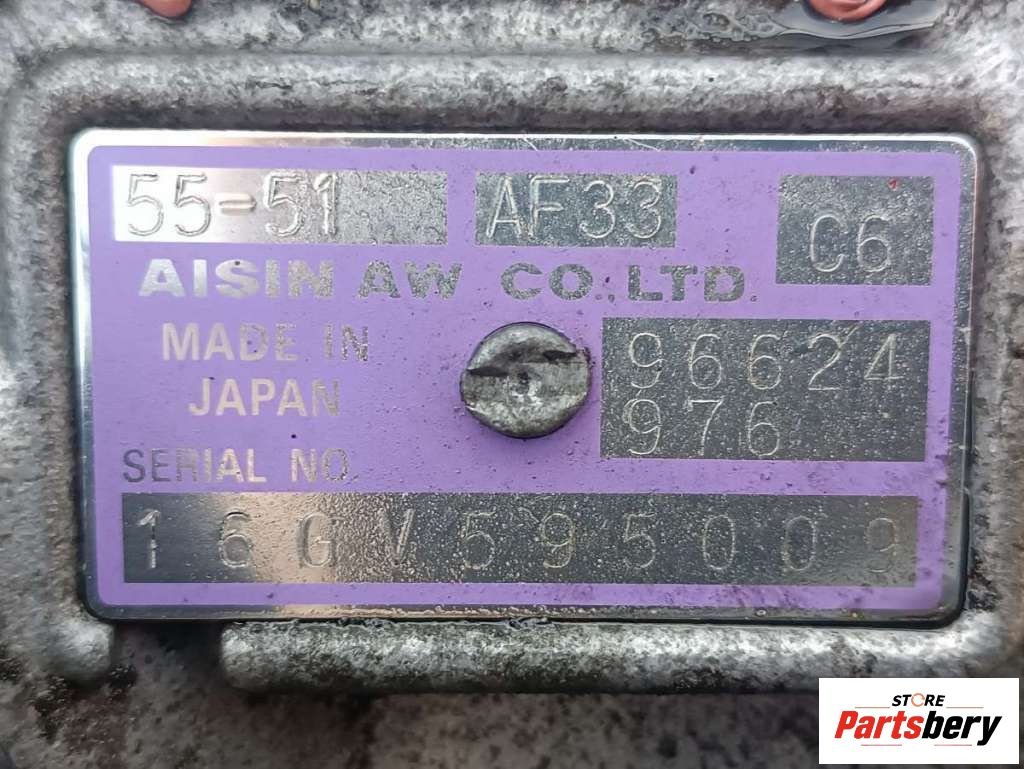 55-51 AF33 C6
AISIN AW CO.,LTD.
MADE IN
JAPAN
96624
976
SERIAL NO.
16GV595009
STORE
Partsbery